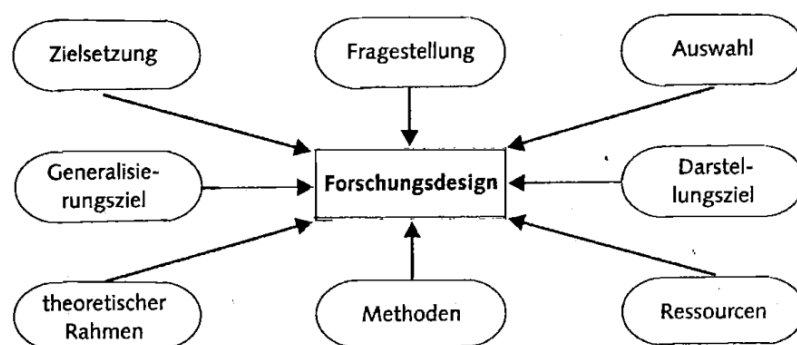 Zielsetzung
Fragestellung
Auswahl
Generalisie-
rungsziel
Forschungsdesign
Darstel-
lungsziel
theoretischer
Rahmen
Methoden
Ressourcen